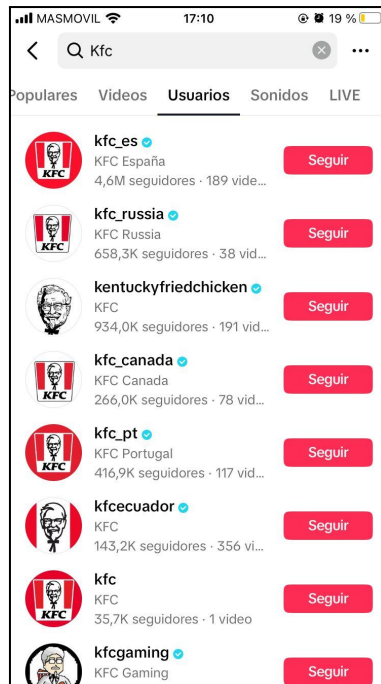 MASMOVIL 17:10 19 %
Kfc
Populares Videos Usuarios Sonidos LIVE
kfc_es
KFC España
4,6M seguidores · 189 vide...
Seguir
KFC
kfc_russia
KFC Russia
658,3K seguidores · 38 vid...
Seguir
KFC
kentuckyfriedchicken
KFC
934,0K seguidores · 191 vid...
Seguir
kfc_canada
KFC Canada
266,0K seguidores · 78 vid...
Seguir
KFC
kfc_pt
KFC Portugal
416,9K seguidores · 117 vid...
Seguir
KFC
kfcecuador
KFC
143,2K seguidores · 356 vi...
Seguir
kfc
KFC
35,7K seguidores · 1 video
Seguir
KFC
kfcgaming
KFC Gaming
Seguir